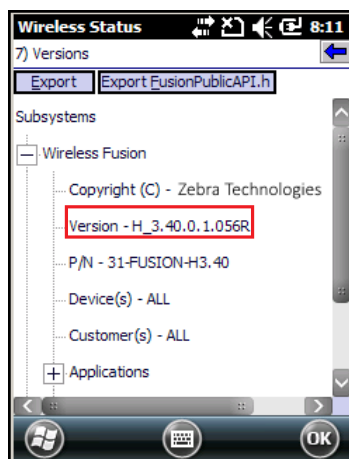 Wireless Status 8:11
7) Versions
Export Export FusionPublicAPI.h
Subsystems
Wireless Fusion
Copyright (C) - Zebra Technologies
Version - H_3.40.0.1.056R
P/N - 31-FUSION-H3.40
Device(s) - ALL
Customer(s) - ALL
Applications
OK